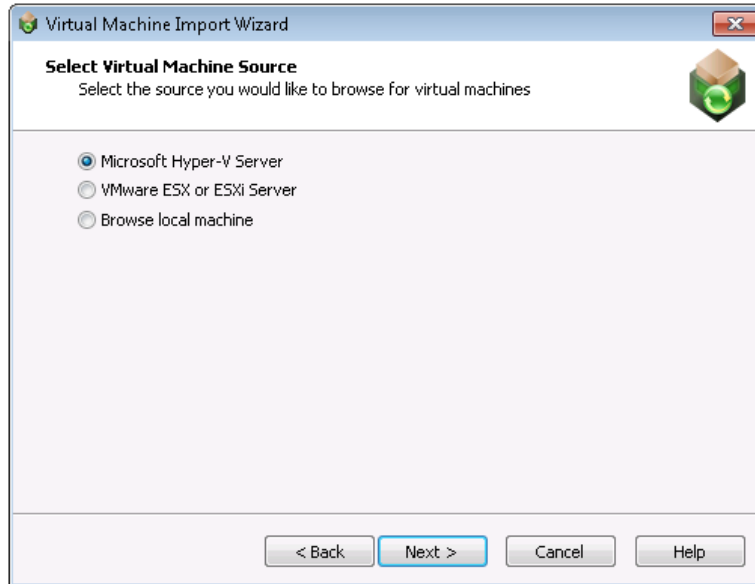 Virtual Machine Import Wizard
Select Virtual Machine Source
Select the source you would like to browse for virtual machines
Microsoft Hyper-V Server
VMware ESX or ESXi Server
Browse local machine
< Back Next > Cancel Help